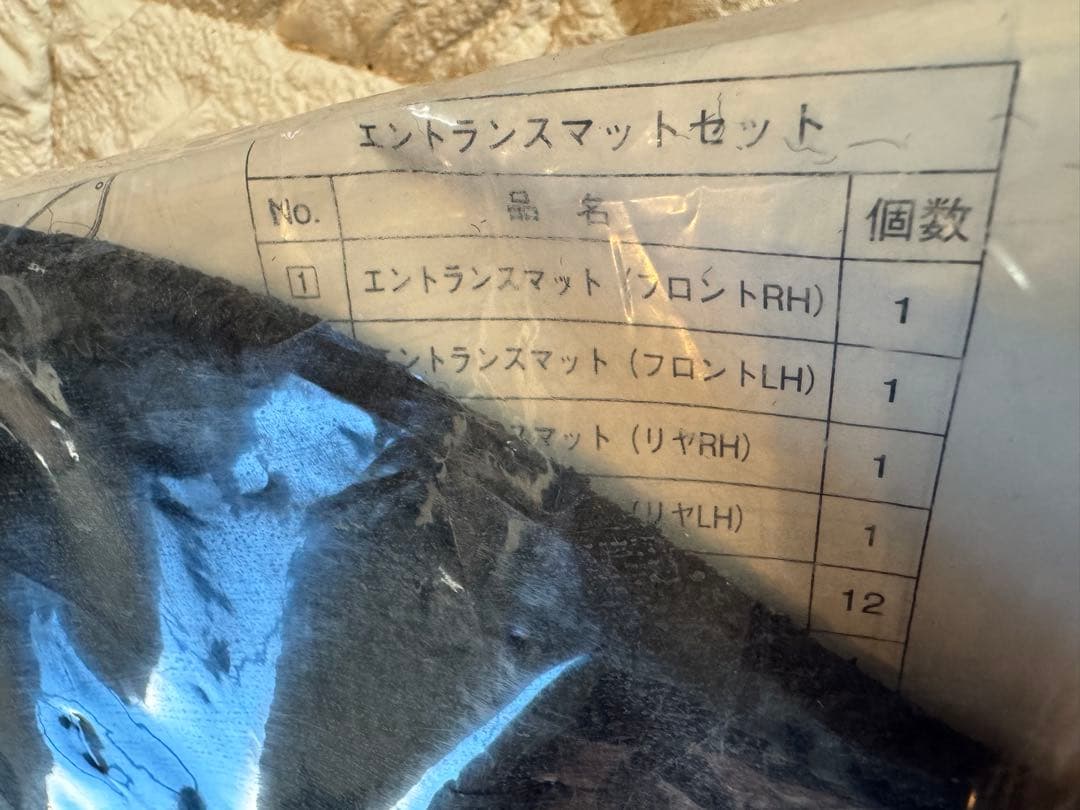 エントランスマットセット
No. 品名 個数
1 エントランスマット (フロントRH) 1
ントランスマット (フロントLH) 1
スマット (リヤRH) 1
(リヤLH) 1
12